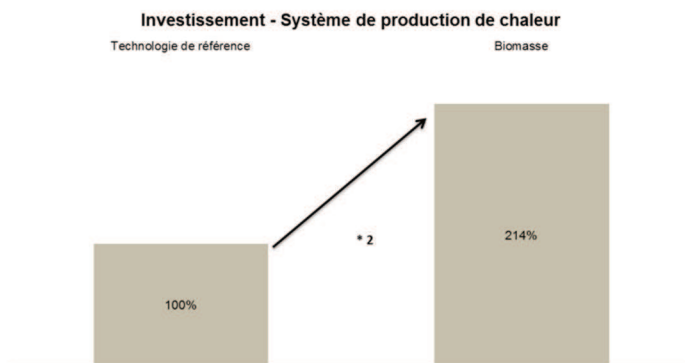 Investissement - Système de production de chaleur
Technologie de référence
Biomasse
* 2
214%
100%